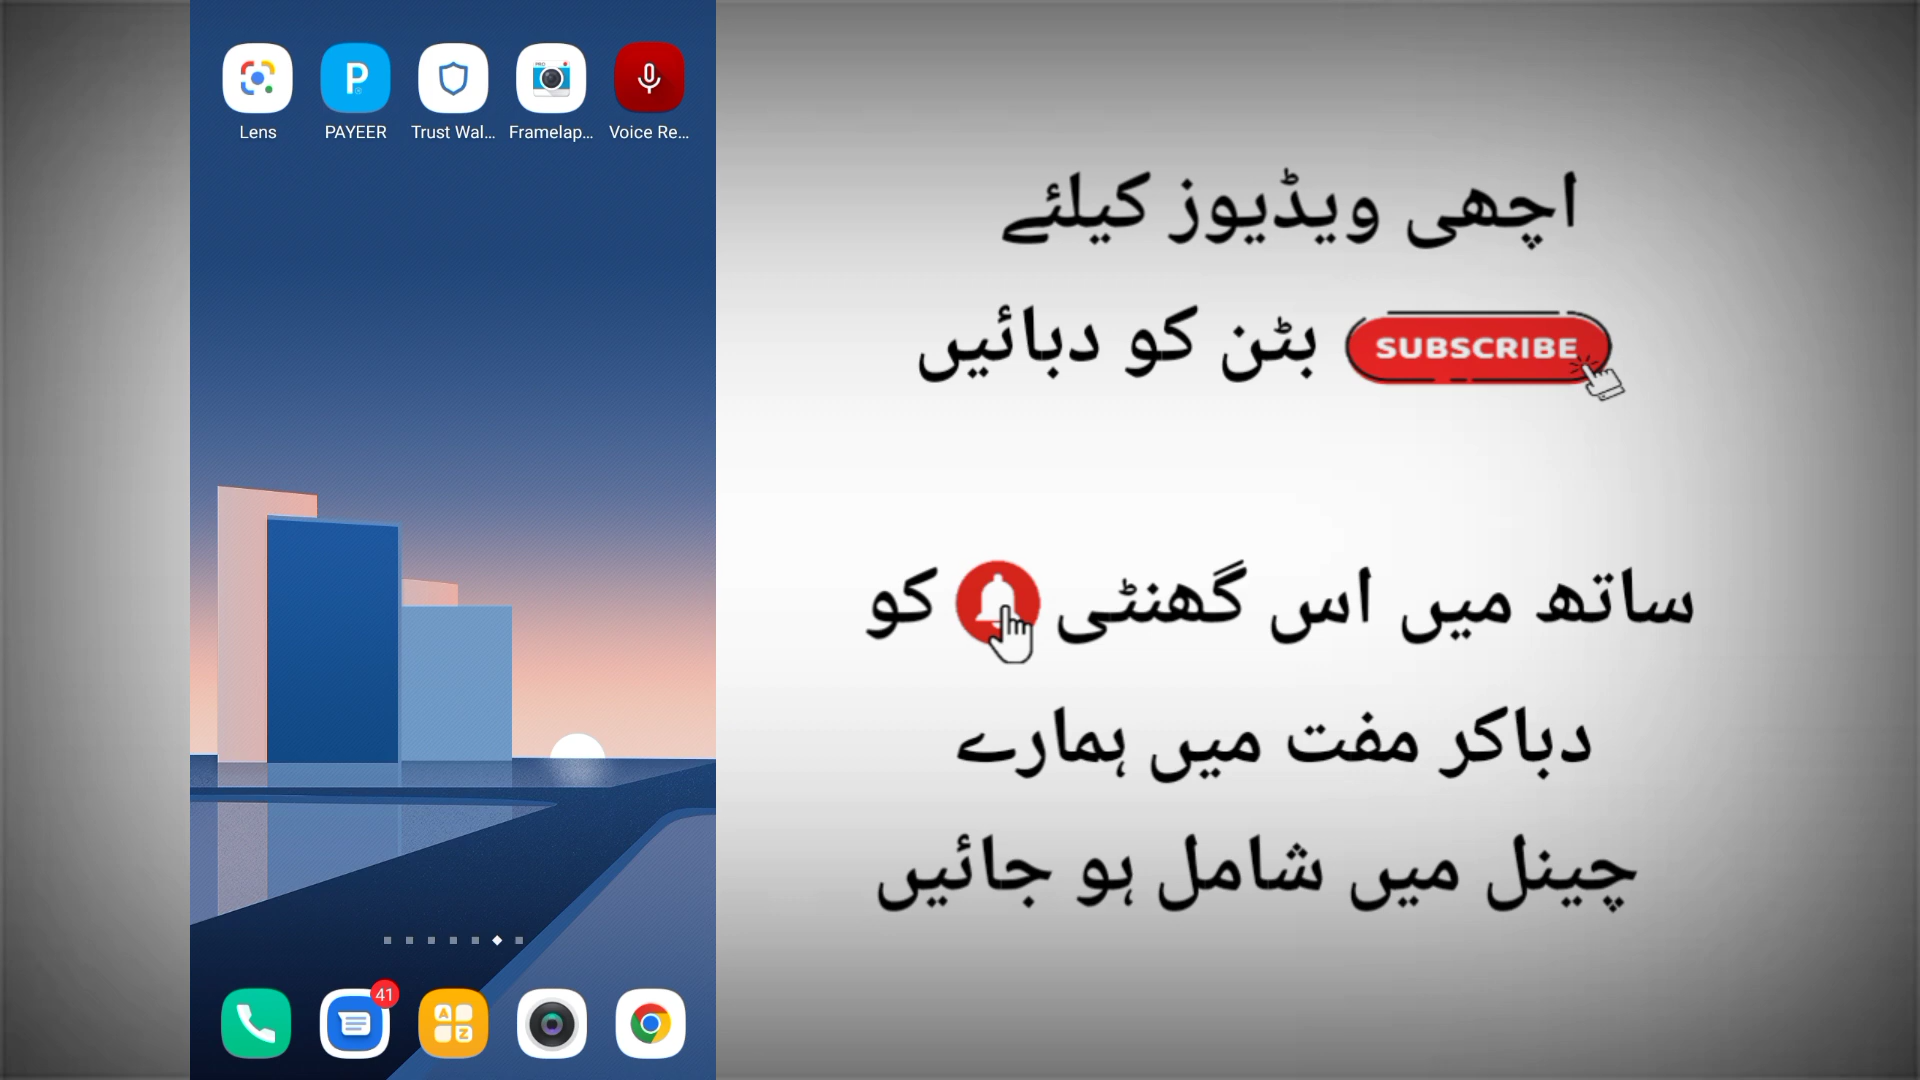 Lens PAYEER Trust Wal... Framelap... Voice Re...
اچھی ویڈیوز کیلئے
SUBSCRIBE بٹن کو دبائیں
ساتھ میں اس گھنٹی کو
دباکر مفت میں ہمارے
چینل میں شامل ہو جائیں
41
A Z